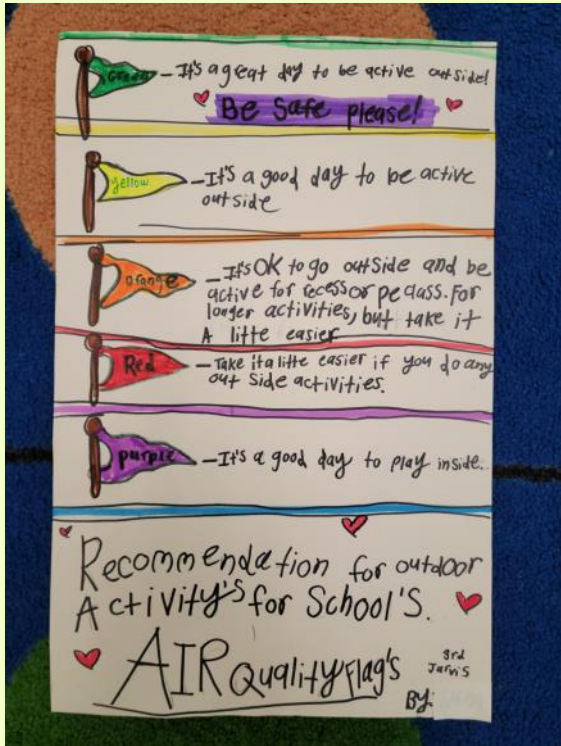 Green — It's a great day to be active outside!
Be Safe please!
yellow — It's a good day to be active
outside
orange — It's OK to go outside and be
active for recess or pe class. For
longer activities, but take it
A litte easier
Red — Take it a litte easier if you do any
out side activities.
purple — It's a good day to play inside.
Recommendation for outdoor
Activity's for School's.
AIR Quality Flag's
3rd
Jarvis
By: